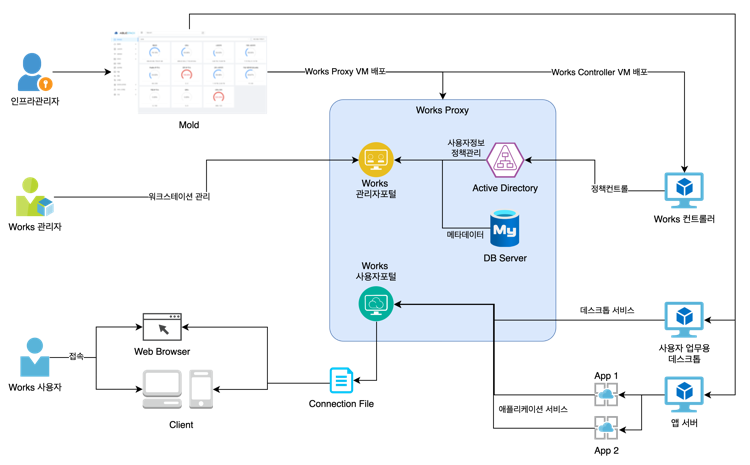 Works Proxy VM 배포
Works Controller VM 배포
인프라관리자
Mold
Works Proxy
사용자정보
정책관리
Works
관리자포털
Active Directory
정책컨트롤
워크스테이션 관리
Works 관리자
Works 컨트롤러
My
메타데이터
DB Server
Works
사용자포털
데스크톱 서비스
Web Browser
사용자 업무용
데스크톱
접속
Works 사용자
App 1
Connection File
애플리케이션 서비스
Client
앱 서버
App 2